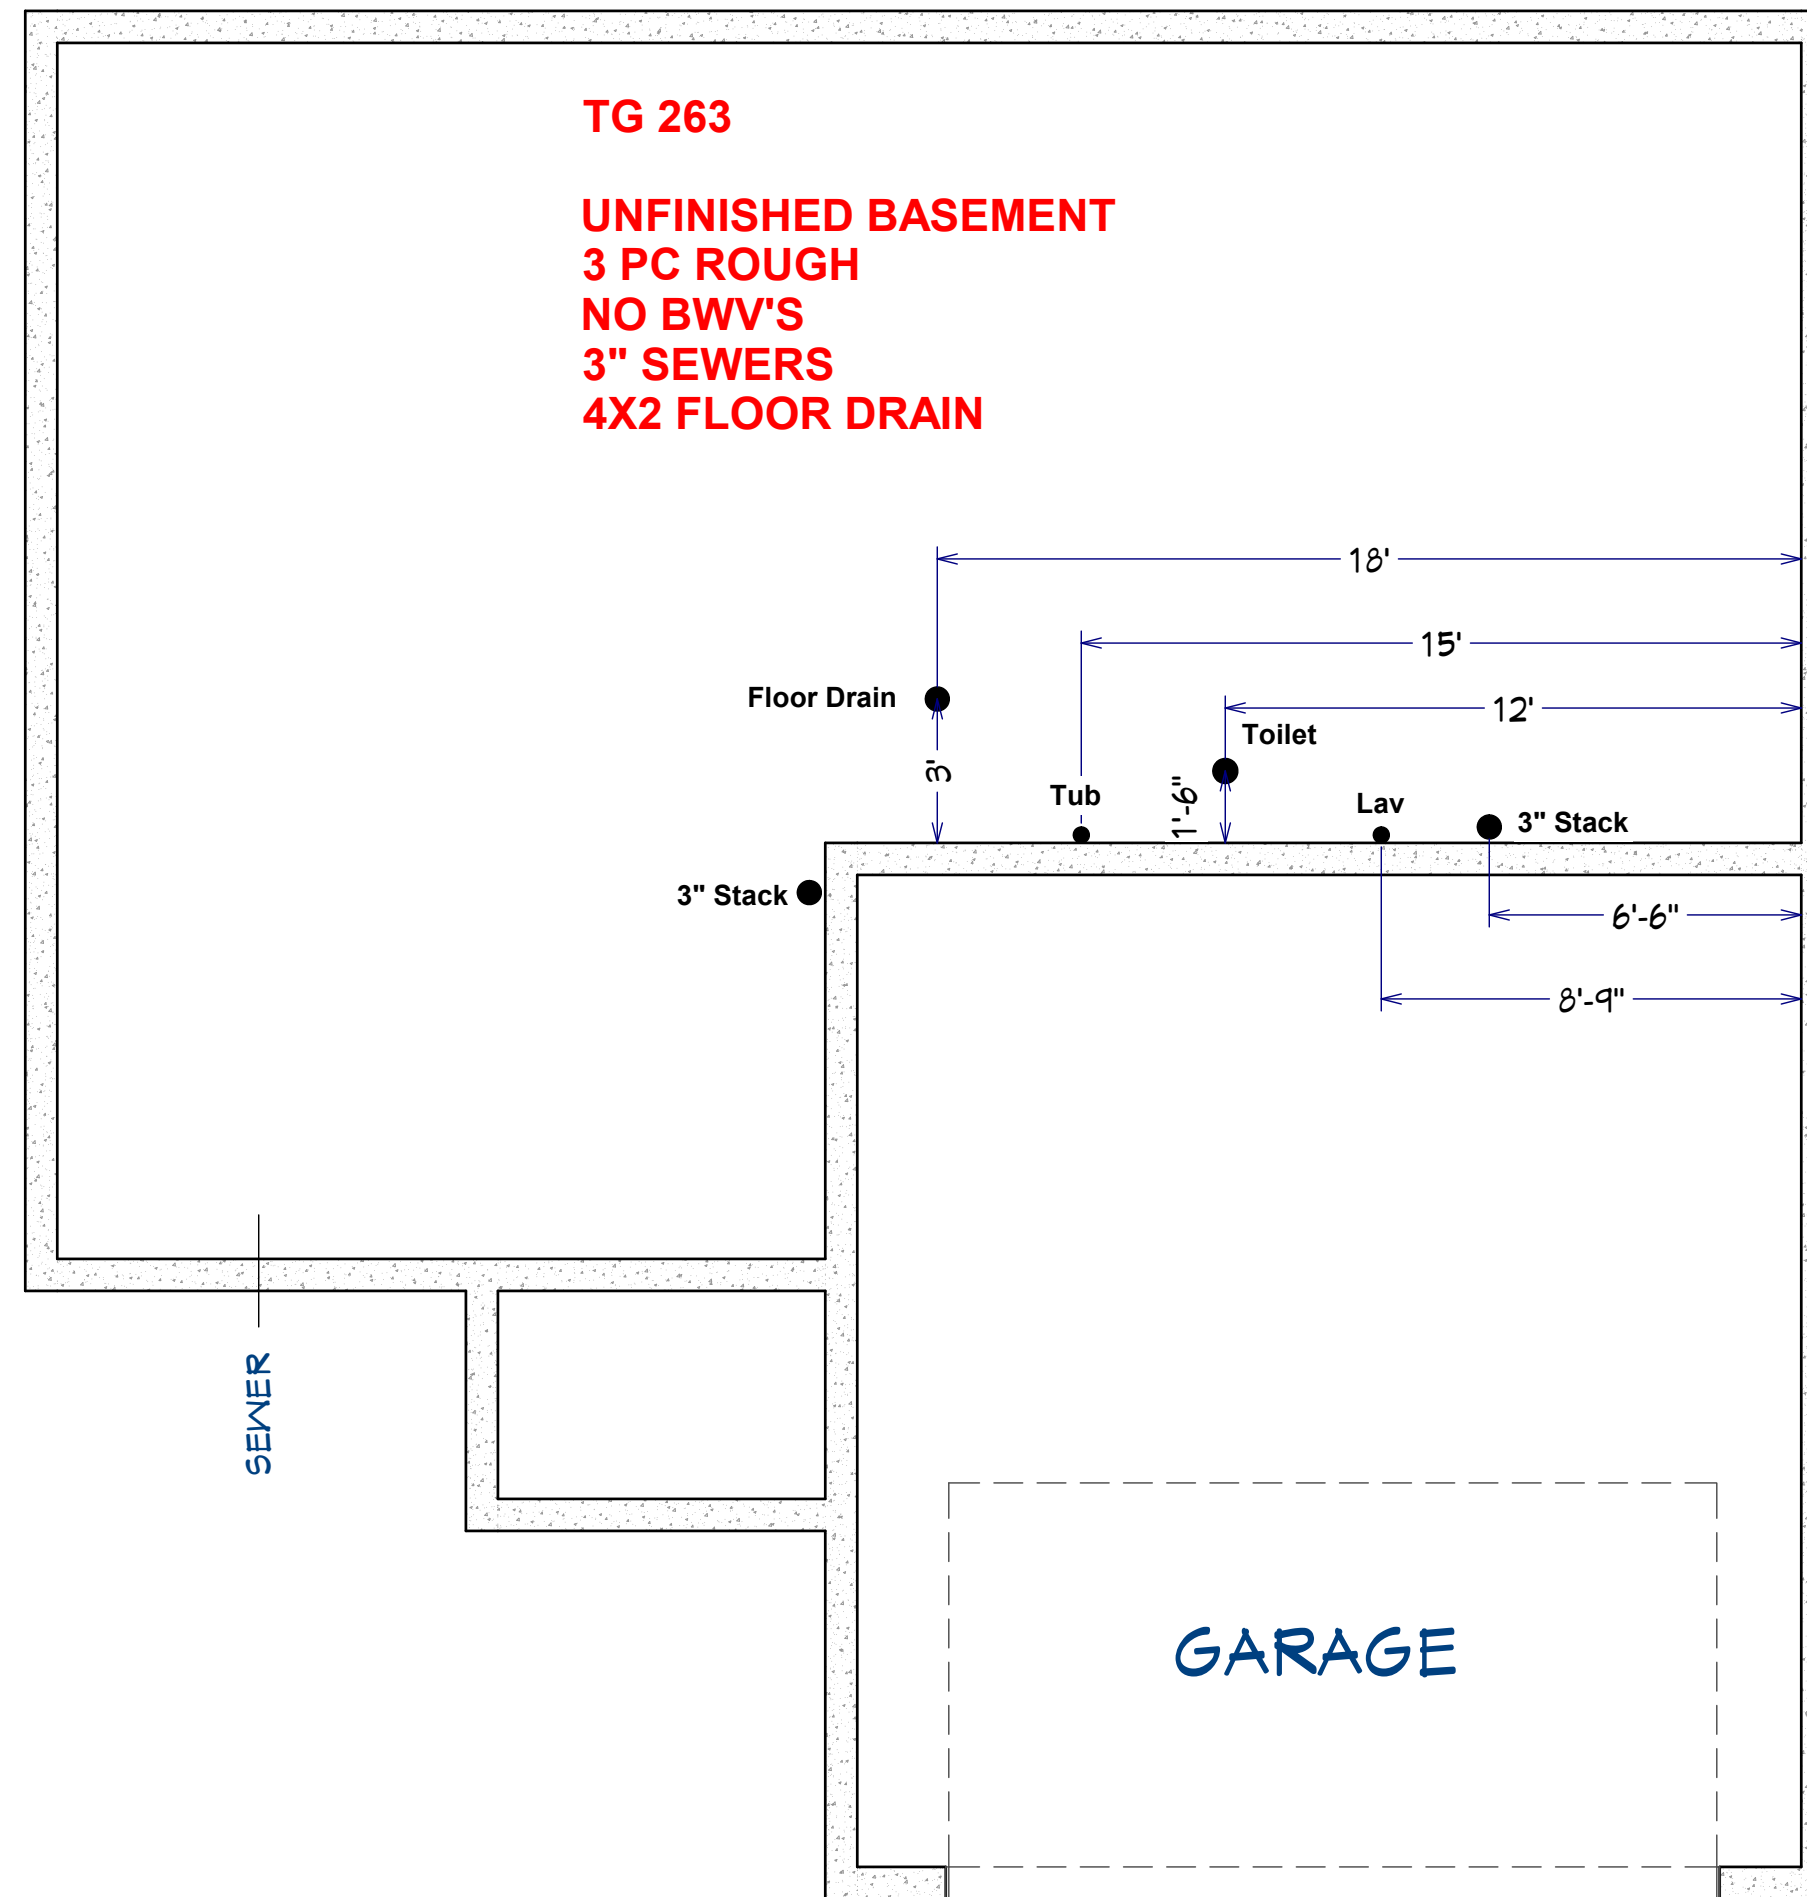 TG 263
UNFINISHED BASEMENT
3 PC ROUGH
NO BWV'S
3" SEWERS
4X2 FLOOR DRAIN
18'
15'
Floor Drain
12'
Toilet
3'
Tub
1'-6"
Lav
3" Stack
3" Stack
6'-6"
8'-9"
SEWER
GARAGE